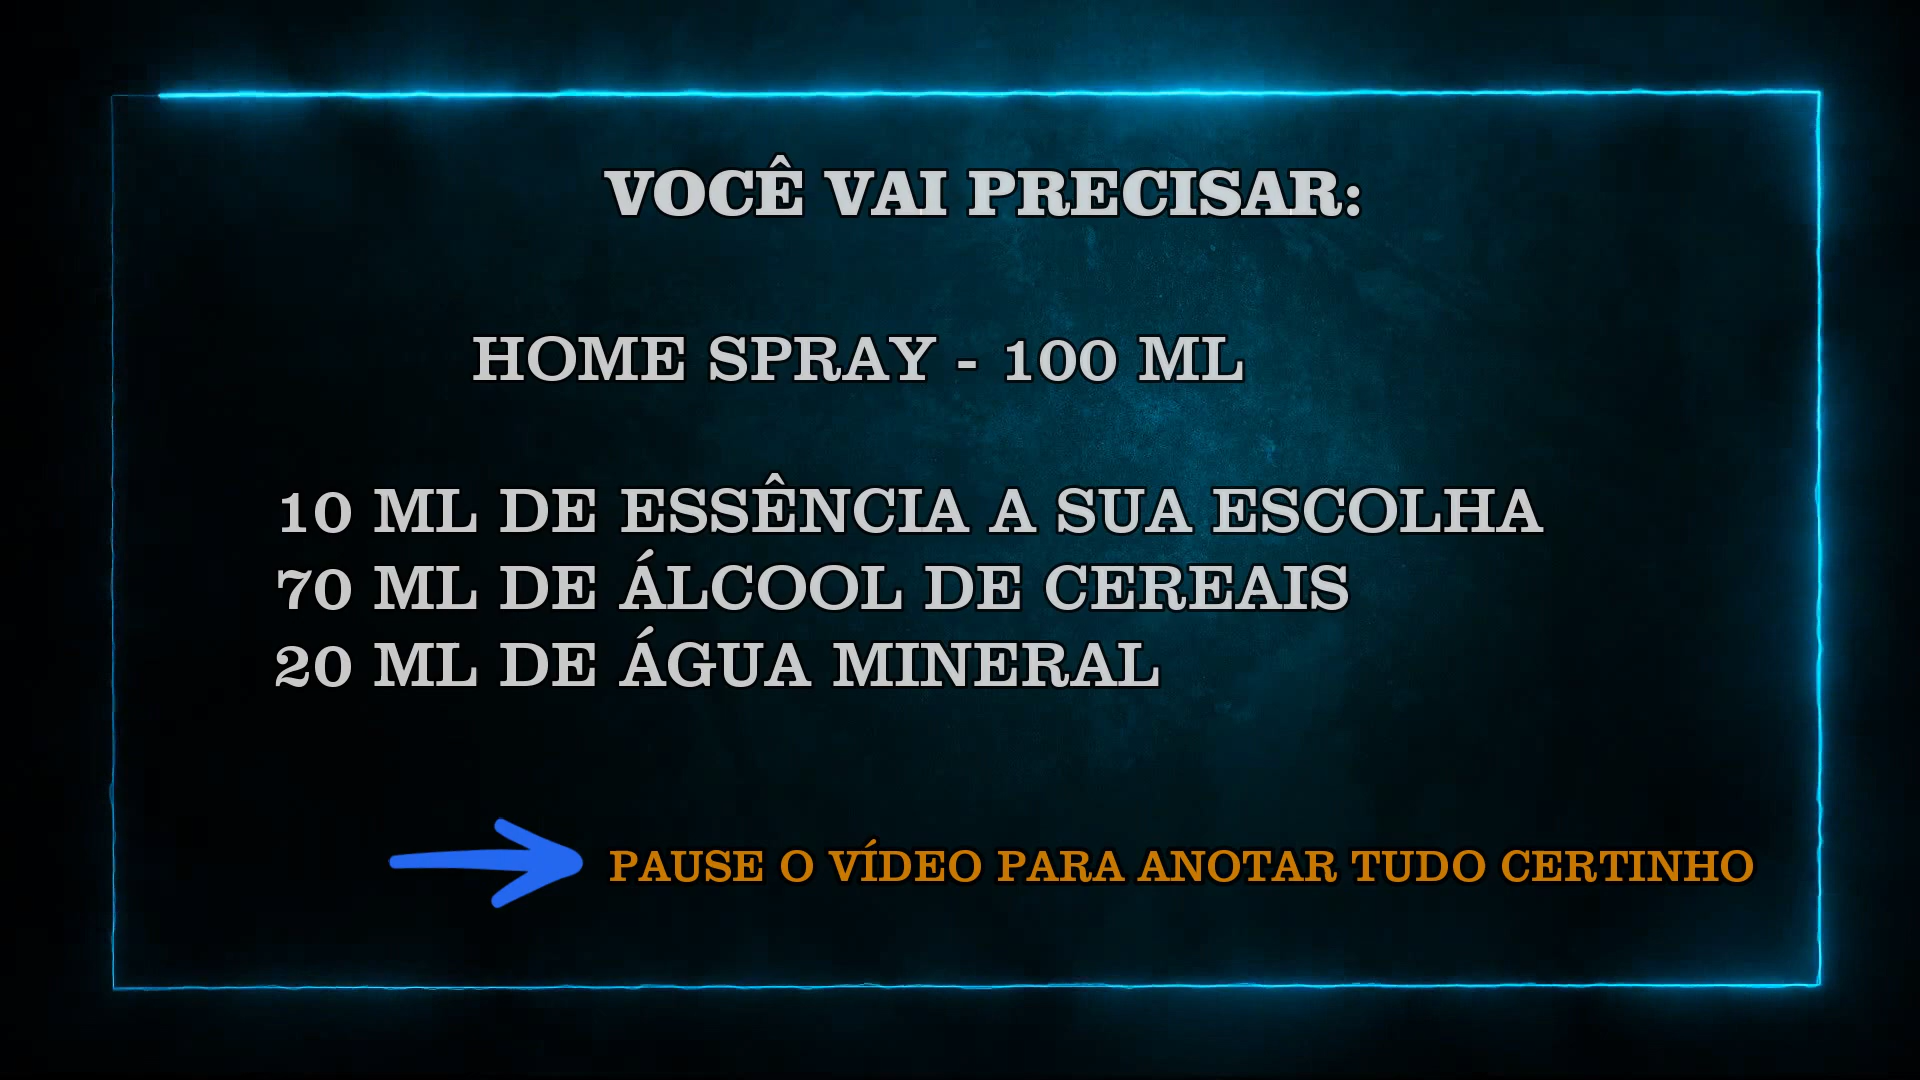 VOCÊ VAI PRECISAR:
HOME SPRAY - 100 ML
10 ML DE ESSÊNCIA A SUA ESCOLHA
70 ML DE ÁLCOOL DE CEREAIS
20 ML DE ÁGUA MINERAL
PAUSE O VÍDEO PARA ANOTAR TUDO CERTINHO